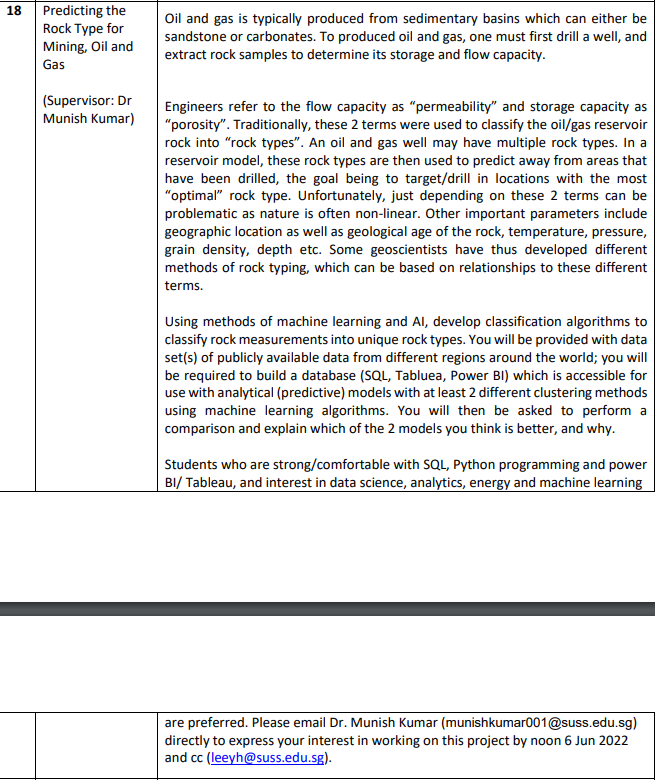 18
Predicting the
Rock Type for
Mining, Oil and
Gas
(Supervisor: Dr
Munish Kumar)
Oil and gas is typically produced from sedimentary basins which can either be
sandstone or carbonates. To produced oil and gas, one must first drill a well, and
extract rock samples to determine its storage and flow capacity.
Engineers refer to the flow capacity as “permeability” and storage capacity as
“porosity”. Traditionally, these 2 terms were used to classify the oil/gas reservoir
rock into “rock types”. An oil and gas well may have multiple rock types. In a
reservoir model, these rock types are then used to predict away from areas that
have been drilled, the goal being to target/drill in locations with the most
“optimal” rock type. Unfortunately, just depending on these 2 terms can be
problematic as nature is often non-linear. Other important parameters include
geographic location as well as geological age of the rock, temperature, pressure,
grain density, depth etc. Some geoscientists have thus developed different
methods of rock typing, which can be based on relationships to these different
terms.
Using methods of machine learning and AI, develop classification algorithms to
classify rock measurements into unique rock types. You will be provided with data
set(s) of publicly available data from different regions around the world; you will
be required to build a database (SQL, Tabluea, Power BI) which is accessible for
use with analytical (predictive) models with at least 2 different clustering methods
using machine learning algorithms. You will then be asked to perform a
comparison and explain which of the 2 models you think is better, and why.
Students who are strong/comfortable with SQL, Python programming and power
BI/ Tableau, and interest in data science, analytics, energy and machine learning
are preferred. Please email Dr. Munish Kumar (munishkumar001@suss.edu.sg)
directly to express your interest in working on this project by noon 6 Jun 2022
and cc (leeyh@suss.edu.sg).